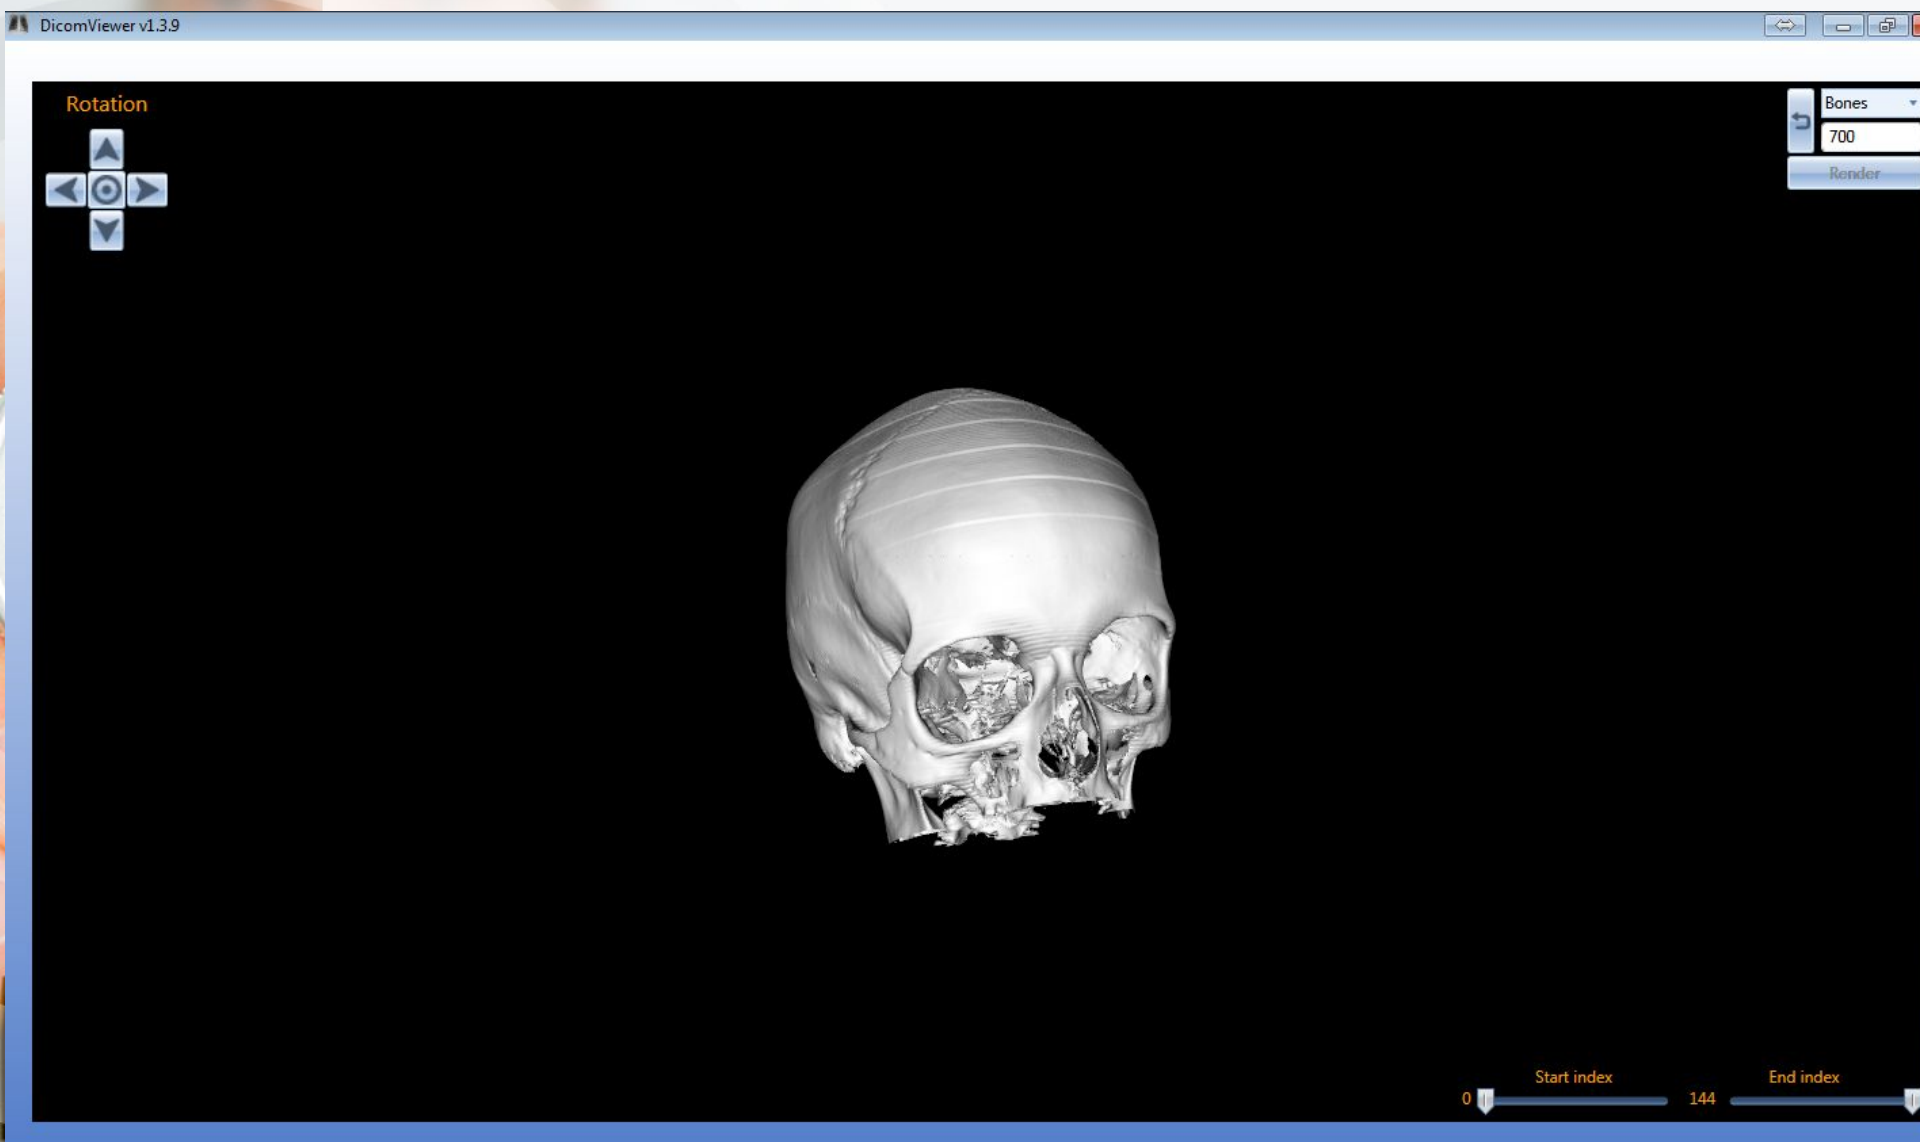 DicomViewer v1.3.9
Rotation
Bones
700
Render
Start index
End index
0
144